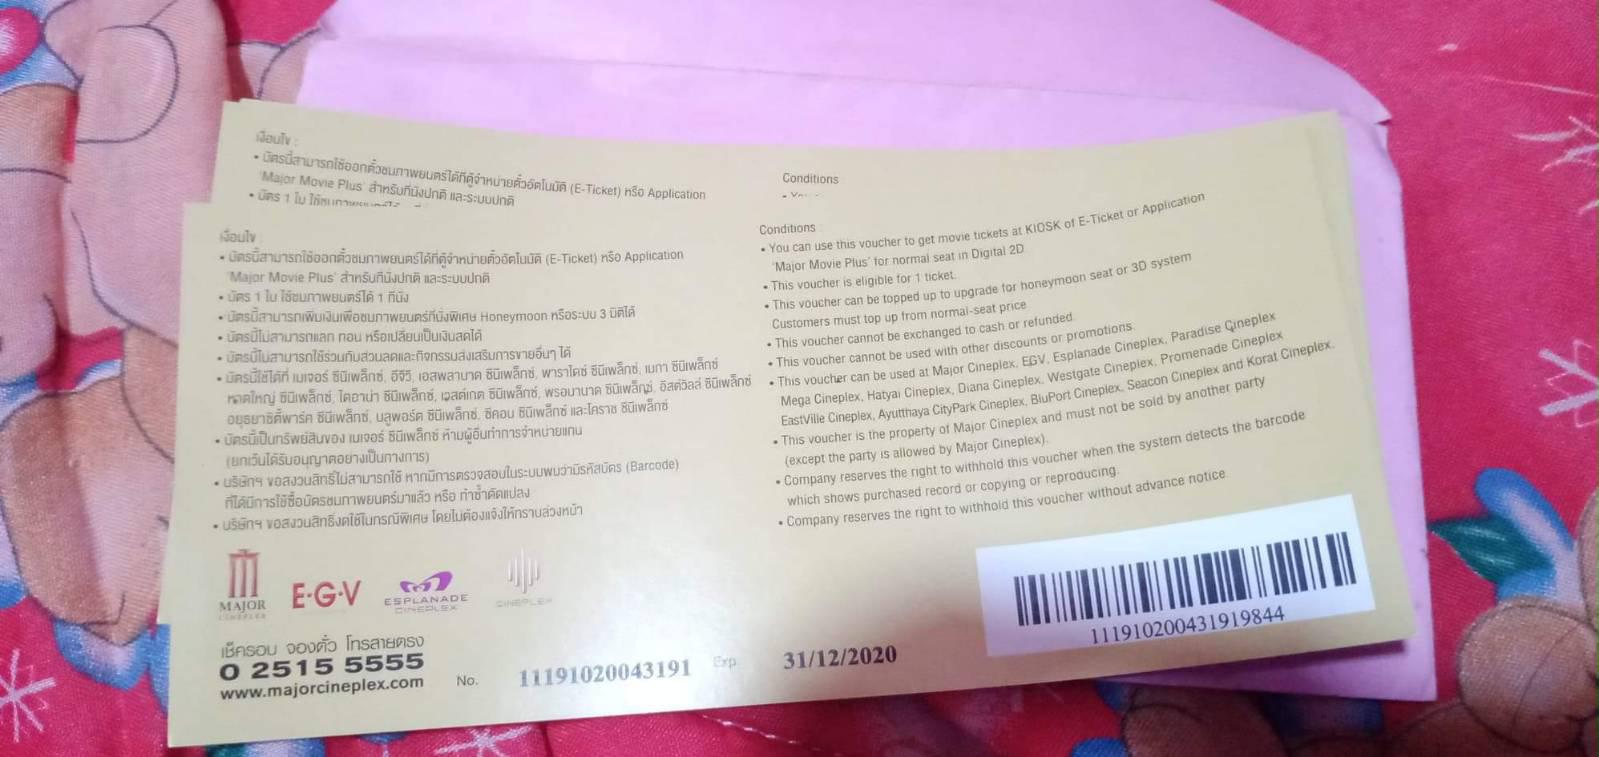 เงื่อนไข :
• บัตรนี้สามารถใช้ออกตั๋วชมภาพยนตร์ได้ที่ตู้จำหน่ายตั๋วอัตโนมัติ (E-Ticket) หรือ Application
'Major Movie Plus' สำหรับที่นั่งปกติ และระบบปกติ
• บัตร 1 ใบ
Conditions
เงื่อนไข
• บัตรนี้สามารถใช้ออกตั๋วชมภาพยนตร์ได้ที่ตู้จำหน่ายตั๋วอัตโนมัติ (E-Ticket) หรือ Application
'Major Movie Plus' สำหรับที่นั่งปกติ และระบบปกติ
• บัตร 1 ใบ ใช้ชมภาพยนตร์ได้ 1 ที่นั่ง
• บัตรนี้สามารถเพิ่มเงินเพื่อชมภาพยนตร์ที่นั่งพิเศษ Honeymoon หรือระบบ 3 มิติได้
• บัตรนี้ไม่สามารถแลก ทอน หรือเปลี่ยนเป็นเงินสดได้
• บัตรนี้ไม่สามารถใช้ร่วมกับส่วนลดและกิจกรรมส่งเสริมการขายอื่นๆ ได้
• บัตรนี้ใช้ได้ที่ เมเจอร์ ซีนีเพล็กซ์, อีจีวี, เอสพลานาด ซีนีเพล็กซ์, พาราไดซ์ ซีนีเพล็กซ์, เมกา ซีนีเพล็กซ์
หาดใหญ่ ซีนีเพล็กซ์, ไดอาน่า ซีนีเพล็กซ์, เวสต์เกต ซีนีเพล็กซ์, พรอมานาด ซีนีเพล็กซ์, อีสต์วิลล์ ซีนีเพล็กซ์
อยุธยาซิตี้พาร์ค ซีนีเพล็กซ์, บลูพอร์ต ซีนีเพล็กซ์, ซีคอน ซีนีเพล็กซ์ และโคราช ซีนีเพล็กซ์
• บัตรนี้เป็นทรัพย์สินของ เมเจอร์ ซีนีเพล็กซ์ ห้ามผู้อื่นทำการจำหน่ายแทน
(ยกเว้นได้รับอนุญาตอย่างเป็นทางการ)
• บริษัทฯ ขอสงวนสิทธิ์ไม่สามารถใช้ หากมีการตรวจสอบในระบบพบว่ามีรหัสบัตร (Barcode)
ที่ได้มีการใช้ซื้อบัตรชมภาพยนตร์มาแล้ว หรือ ทำซ้ำดัดแปลง
• บริษัทฯ ขอสงวนสิทธิ์งดใช้ในกรณีพิเศษ โดยไม่ต้องแจ้งให้ทราบล่วงหน้า
Conditions
• You can use this voucher to get movie tickets at KIOSK of E-Ticket or Application
'Major Movie Plus' for normal seat in Digital 2D.
• This voucher is eligible for 1 ticket.
• This voucher can be topped up to upgrade for honeymoon seat or 3D system
Customers must top up from normal-seat price
• This voucher cannot be exchanged to cash or refunded.
• This voucher cannot be used with other discounts or promotions.
• This voucher can be used at Major Cineplex, EGV, Esplanade Cineplex, Paradise Cineplex
Mega Cineplex, Hatyai Cineplex, Diana Cineplex, Westgate Cineplex, Promenade Cineplex
EastVille Cineplex, Ayutthaya CityPark Cineplex, BluPort Cineplex, Seacon Cineplex and Korat Cineplex.
• This voucher is the property of Major Cineplex and must not be sold by another party
(except the party is allowed by Major Cineplex).
• Company reserves the right to withhold this voucher when the system detects the barcode
which shows purchased record or copying or reproducing.
• Company reserves the right to withhold this voucher without advance notice.
MAJOR
CINEPLEX
E·G·V
ESPLANADE
CINEPLEX
CINEPLEX
เช็ครอบ จองตั๋ว โทรสายตรง
0 2515 5555
www.majorcineplex.com
No. 11191020043191 Exp. 31/12/2020
111910200431919844